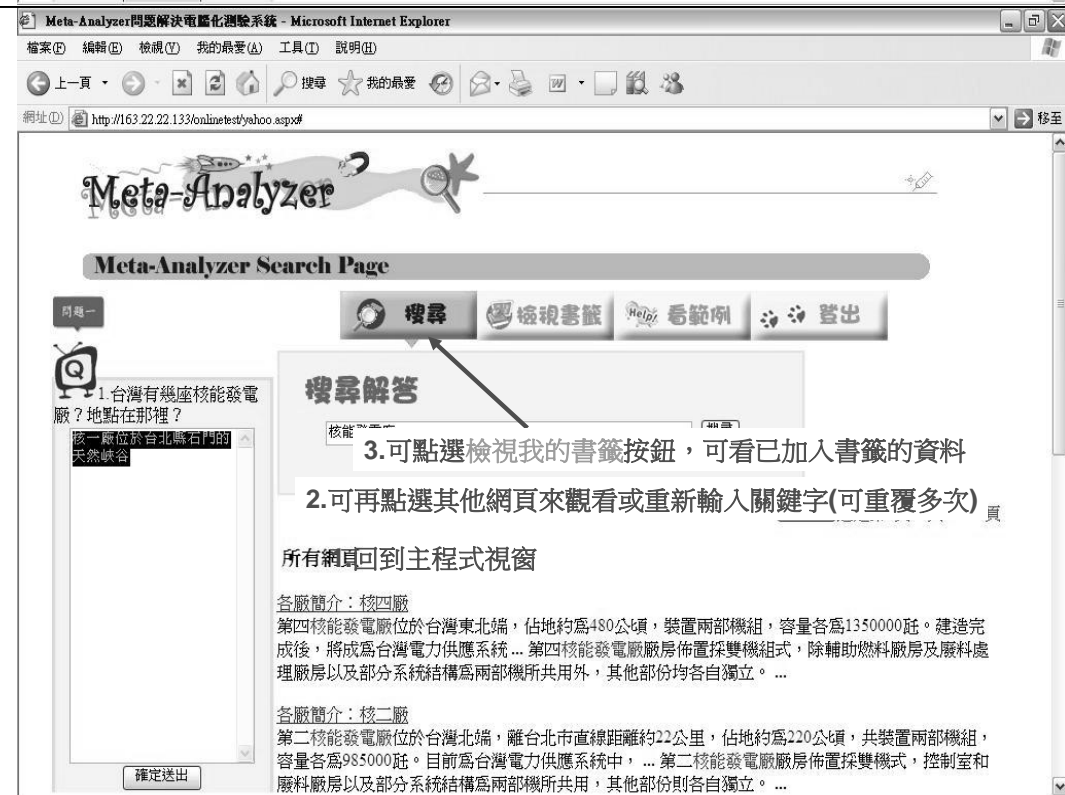 Meta-Analyzer問題解決電腦化測驗系統 - Microsoft Internet Explorer
檔案(F) 編輯(E) 檢視(V) 我的最愛(A) 工具(T) 說明(H)
上一頁 搜尋 我的最愛
網址(D) http://163.22.22.133/onlinetest/yahoo.aspx# 移至
Meta-Analyzer
Meta-Analyzer Search Page
問題一
搜尋 檢視書籤 Help! 看範例 登出
Q
1.台灣有幾座核能發電
廠？地點在那裡？
核一廠位於台北縣石門的
天然峽谷
確定送出
搜尋解答
核能
3.可點選檢視我的書籤按鈕，可看已加入書籤的資料
2.可再點選其他網頁來觀看或重新輸入關鍵字(可重覆多次)
頁
所有網頁
回到主程式視窗
各廠簡介：核四廠
第四核能發電廠位於台灣東北端，佔地約為480公頃，裝置兩部機組，容量各為1350000瓩。建造完
成後，將成為台灣電力供應系統 ... 第四核能發電廠廠房佈置採雙機組式，除輔助燃料廠房及廢料處
理廠房以及部分系統結構為兩部機所共用外，其他部份均各自獨立。 ...
各廠簡介：核二廠
第二核能發電廠位於台灣北端，離台北市直線距離約22公里，佔地約為220公頃，共裝置兩部機組，
容量各為985000瓩。目前為台灣電力供應系統中， ... 第二核能發電廠廠房佈置採雙機式，控制室和
廢料廠房以及部分系統結構為兩部機所共用，其他部份則各自獨立。 ...